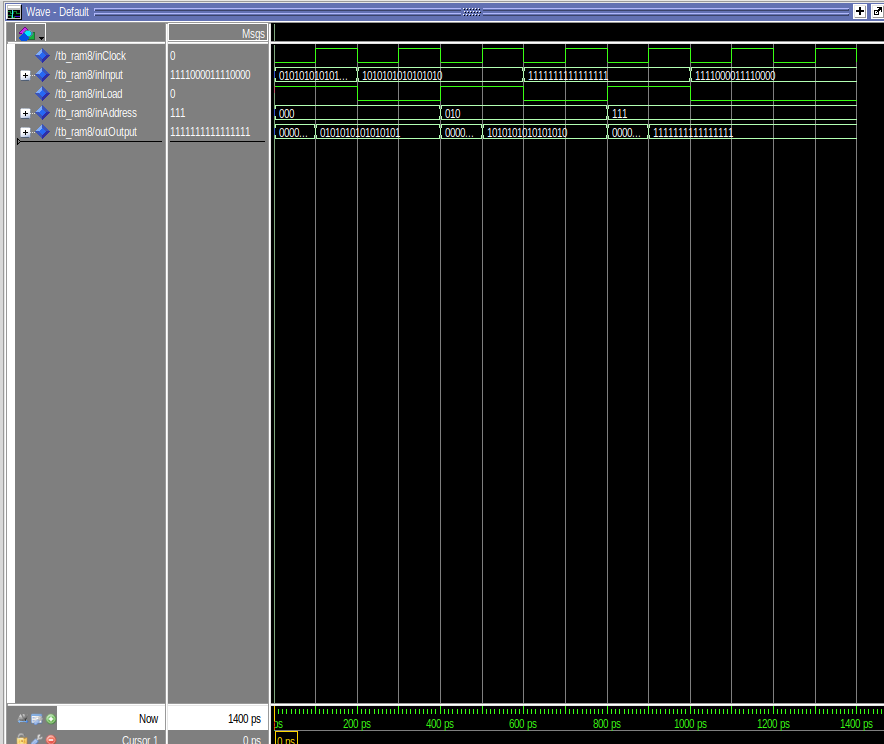 Wave - Default
Msgs
/tb_ram8/inClock 0
/tb_ram8/inInput 1111000011110000 010101010101... 1010101010101010 1111111111111111 1111000011110000
/tb_ram8/inLoad 0
/tb_ram8/inAddress 111 000 010 111
/tb_ram8/outOutput 1111111111111111 0000... 0101010101010101 0000... 1010101010101010 0000... 1111111111111111
Now 1400 ps ps 200 ps 400 ps 600 ps 800 ps 1000 ps 1200 ps 1400 ps
Cursor 1 0 ps 0 ps